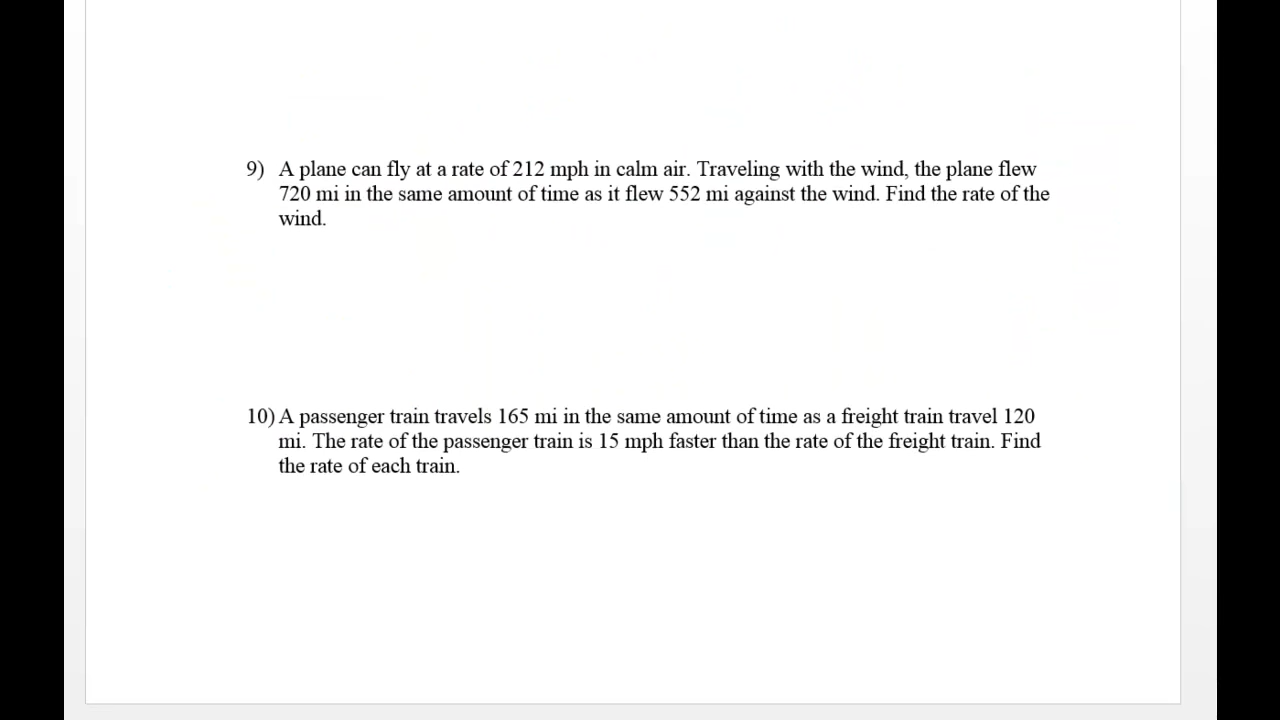 9) A plane can fly at a rate of 212 mph in calm air. Traveling with the wind, the plane flew
720 mi in the same amount of time as it flew 552 mi against the wind. Find the rate of the
wind.
10) A passenger train travels 165 mi in the same amount of time as a freight train travel 120
mi. The rate of the passenger train is 15 mph faster than the rate of the freight train. Find
the rate of each train.